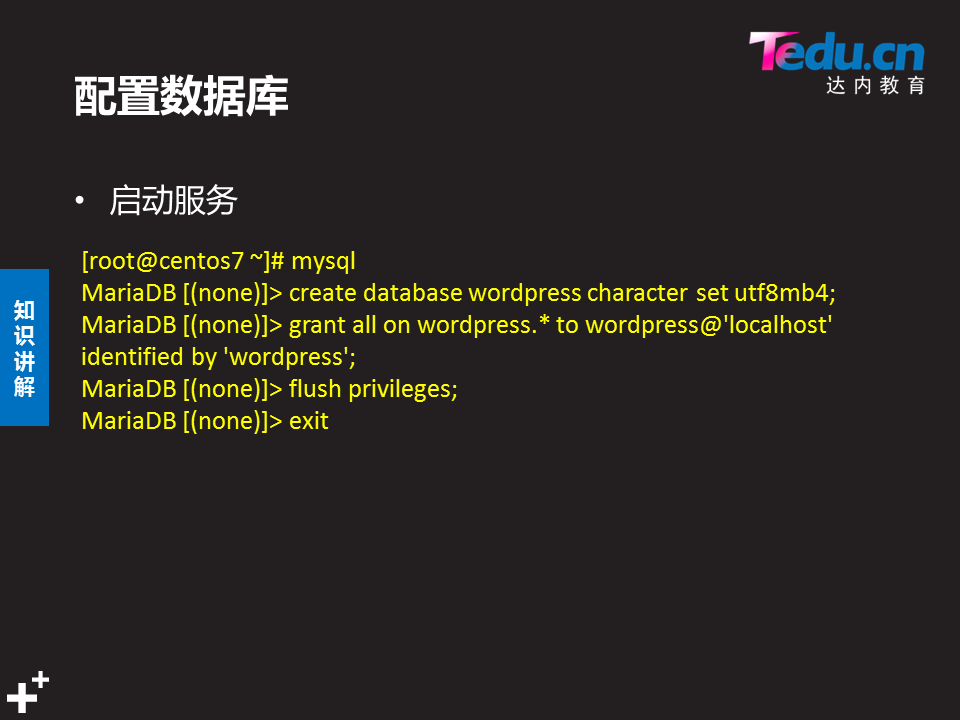 Tedu.cn
达内教育
配置数据库
• 启动服务
[root@centos7 ~]# mysql
MariaDB [(none)]> create database wordpress character set utf8mb4;
MariaDB [(none)]> grant all on wordpress.* to wordpress@'localhost'
identified by 'wordpress';
MariaDB [(none)]> flush privileges;
MariaDB [(none)]> exit
知
识
讲
解